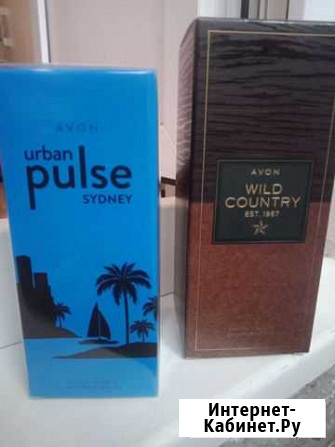 AVON
urban
pulse
SYDNEY
AVON
WILD
COUNTRY
EST. 1967
Интернет-
Кабинет.Ру